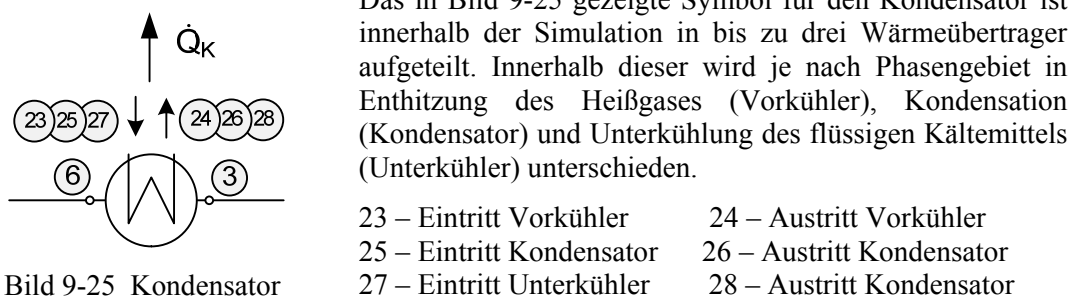 Q̇K
23 25 27 24 26 28
6 3
Bild 9-25 Kondensator
Das in Bild 9-25 gezeigte Symbol für den Kondensator ist
innerhalb der Simulation in bis zu drei Wärmeübertrager
aufgeteilt. Innerhalb dieser wird je nach Phasengebiet in
Enthitzung des Heißgases (Vorkühler), Kondensation
(Kondensator) und Unterkühlung des flüssigen Kältemittels
(Unterkühler) unterschieden.
23 – Eintritt Vorkühler 24 – Austritt Vorkühler
25 – Eintritt Kondensator 26 – Austritt Kondensator
27 – Eintritt Unterkühler 28 – Austritt Kondensator